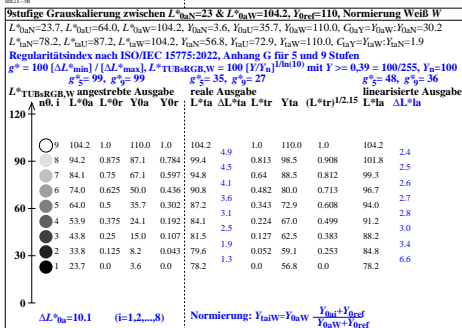 9stufige Grauskalierung zwischen L*0aN=23 & L*0aW=104.2, Y0ref=110, Normierung Weiß W
L*0aN=23.7, L*0aU=64.0, L*0aW=104.2, Y0aN=3.6, Y0aU=35.7, Y0aW=110.0, C0aY=Y0aW:Y0aN=30.2
L*taN=78.2, L*taU=87.2, L*taW=104.2, YtaN=56.8, YtaU=72.9, YtaW=110.0, CtaY=YtaW:YtaN=1.9
Regularitätsindex nach ISO/IEC 15775:2022, Anhang G für 5 und 9 Stufen
g* = 100 [ΔL*min] / [ΔL*max], L*TUBsRGB,W = 100 [Y/Yn]^1/ln(10) mit Y >= 0,39 = 100/255, Yn=100
g*5= 99, g*9= 99 g*5= 35, g*9= 27 g*5= 48, g*9= 36
L*TUBsRGB,W angestrebte Ausgabe reale Ausgabe linearisierte Ausgabe
n0. i L*0a L*0r Y0a Y0r L*ta ΔL*ta L*tr Yta (L*tr)^1/2.15 L*la ΔL*la
120
9 104.2 1.0 110.0 1.0 104.2 1.0 110.0 1.0 104.2
4.9 2.4
8 94.2 0.875 87.1 0.784 99.4 0.813 98.5 0.908 101.8
4.5 2.5
7 84.1 0.75 67.1 0.597 94.8 0.64 88.5 0.812 99.3
4.1 2.6
6 74.0 0.625 50.0 0.436 90.8 0.482 80.0 0.713 96.7
3.6 2.7
60
5 64.0 0.5 35.7 0.302 87.2 0.343 72.9 0.608 94.0
3.1 2.8
4 53.9 0.375 24.1 0.192 84.1 0.224 67.0 0.499 91.2
2.5 3.0
3 43.8 0.25 15.0 0.107 81.5 0.127 62.5 0.383 88.2
1.9 3.4
2 33.8 0.125 8.2 0.043 79.6 0.052 59.1 0.253 84.8
1.3 6.6
1 23.7 0.0 3.6 0.0 78.2 0.0 56.8 0.0 78.2
0
ΔL*0a=10.1 (i=1,2,...,8) Normierung: YtaiW=Y0aW (Y0ai+Y0ref)/(Y0aW+Y0ref)